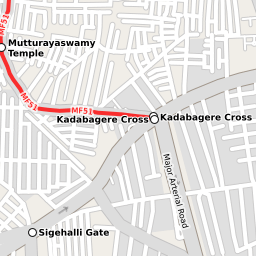 MF51
Mutturayaswamy
Temple
MF51
MF51
Kadabagere Cross
Kadabagere Cross
Major Arterial Road
Sigehalli Gate